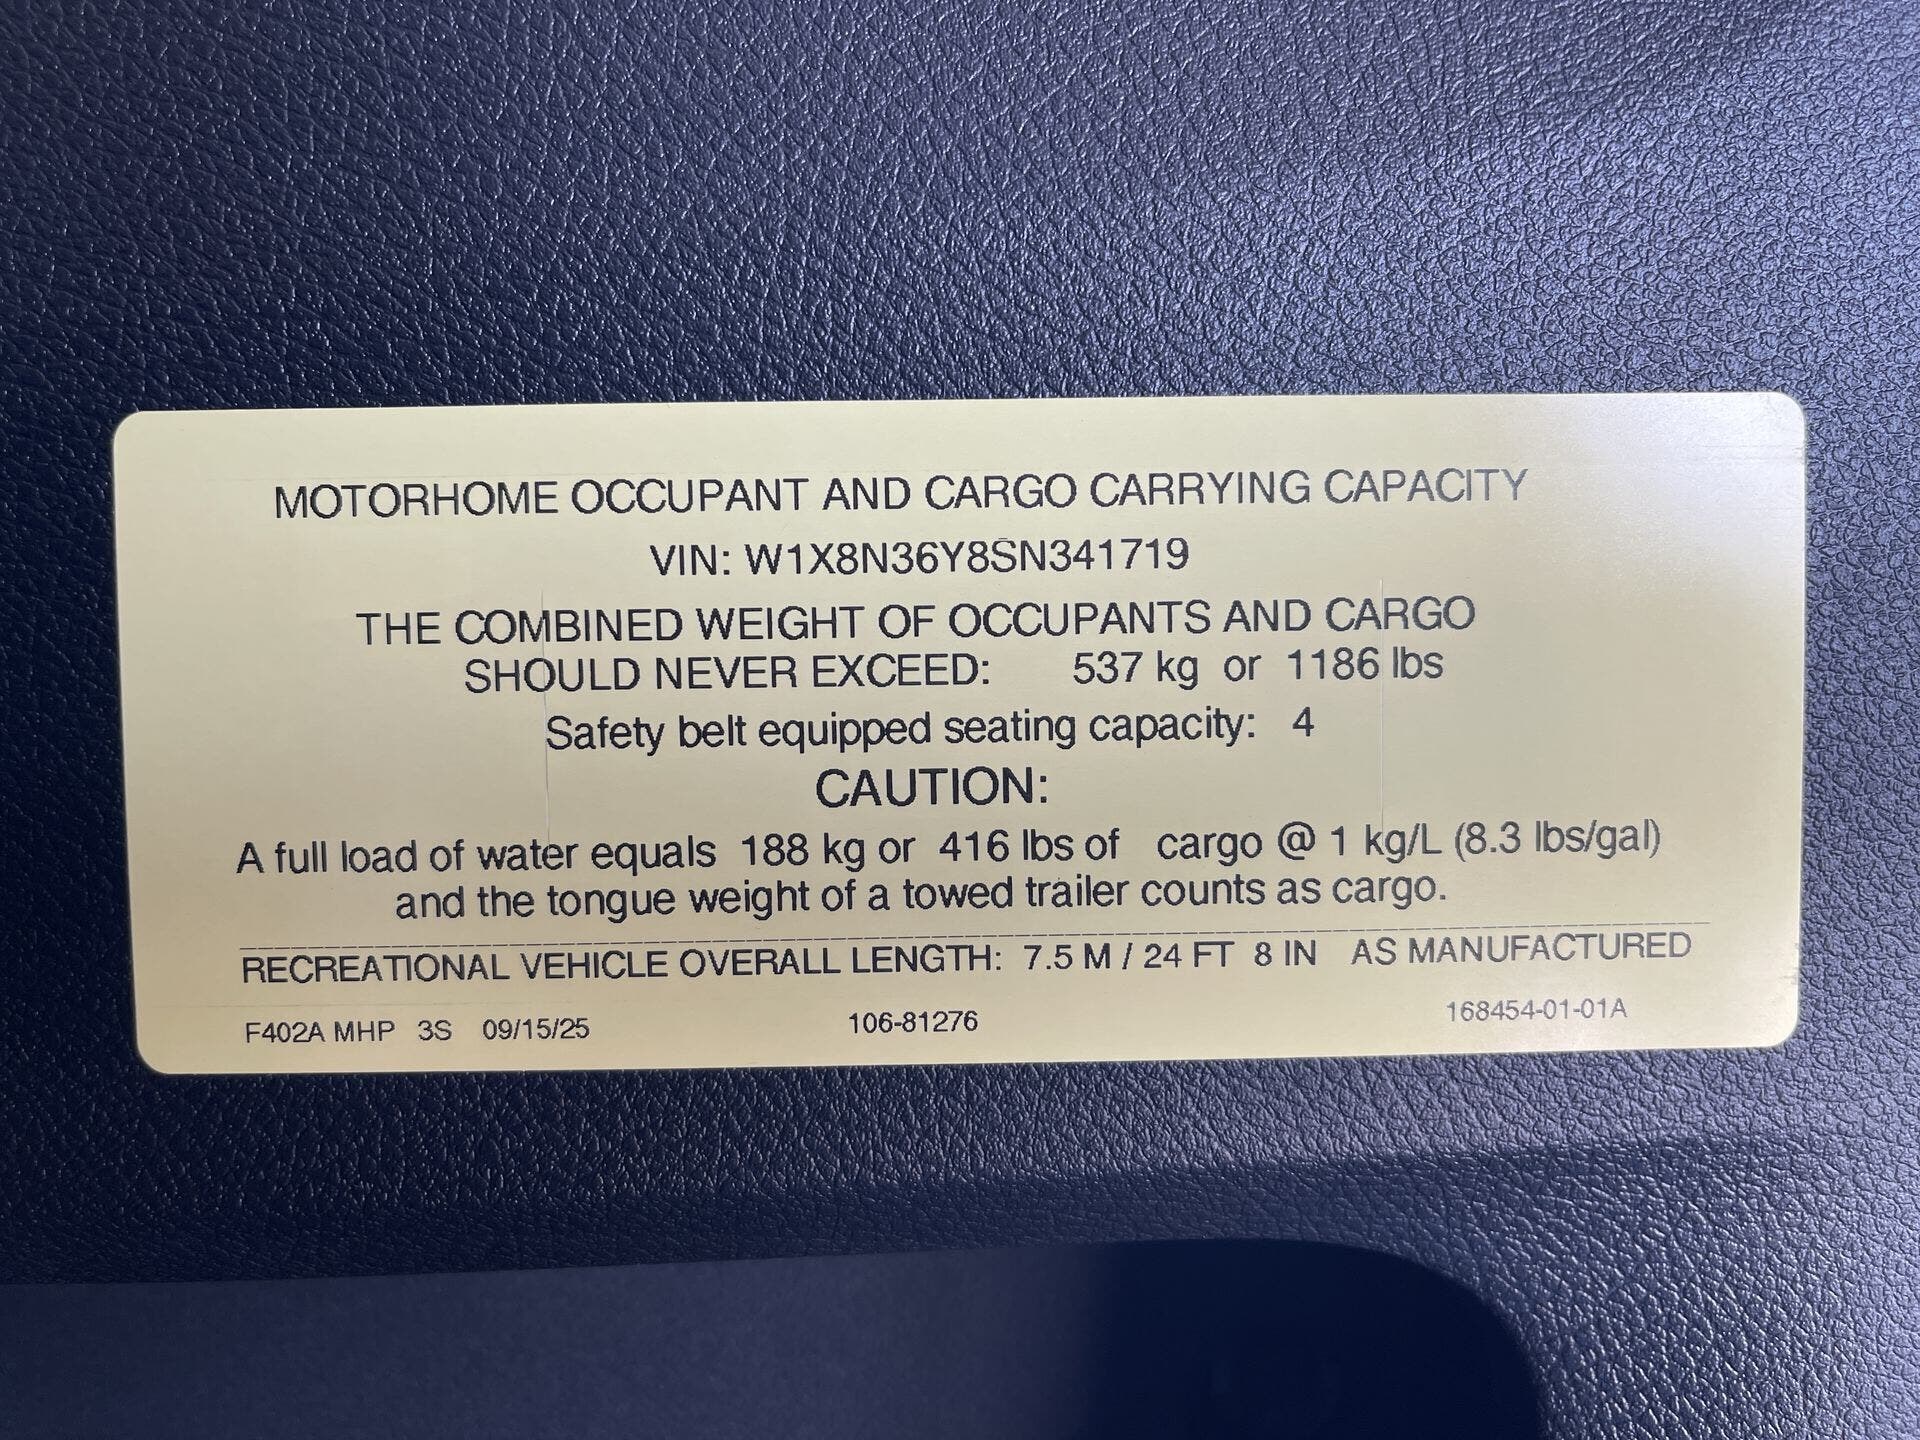 MOTORHOME OCCUPANT AND CARGO CARRYING CAPACITY
VIN: W1X8N36Y8SN341719
THE COMBINED WEIGHT OF OCCUPANTS AND CARGO
SHOULD NEVER EXCEED: 537 kg or 1186 lbs
Safety belt equipped seating capacity: 4
CAUTION:
A full load of water equals 188 kg or 416 lbs of cargo @ 1 kg/L (8.3 lbs/gal)
and the tongue weight of a towed trailer counts as cargo.
RECREATIONAL VEHICLE OVERALL LENGTH: 7.5 M / 24 FT 8 IN AS MANUFACTURED
F402A MHP 3S 09/15/25 106-81276 168454-01-01A